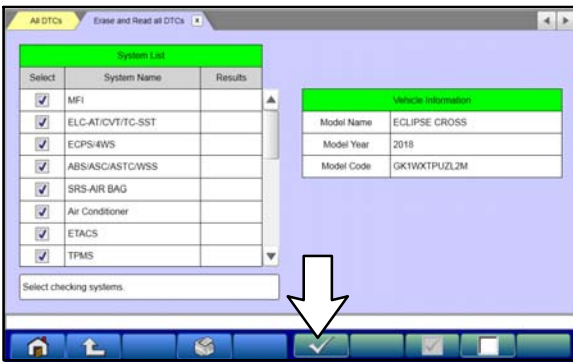 All DTCs
Erase and Read all DTCs x
System List
Select System Name Results
MFI
ELC-AT/CVT/TC-SST
ECPS/4WS
ABS/ASC/ASTC/WSS
SRS-AIR BAG
Air Conditioner
ETACS
TPMS
Select checking systems.
Vehicle Information
Model Name ECLIPSE CROSS
Model Year 2018
Model Code GK1WXTPUZL2M